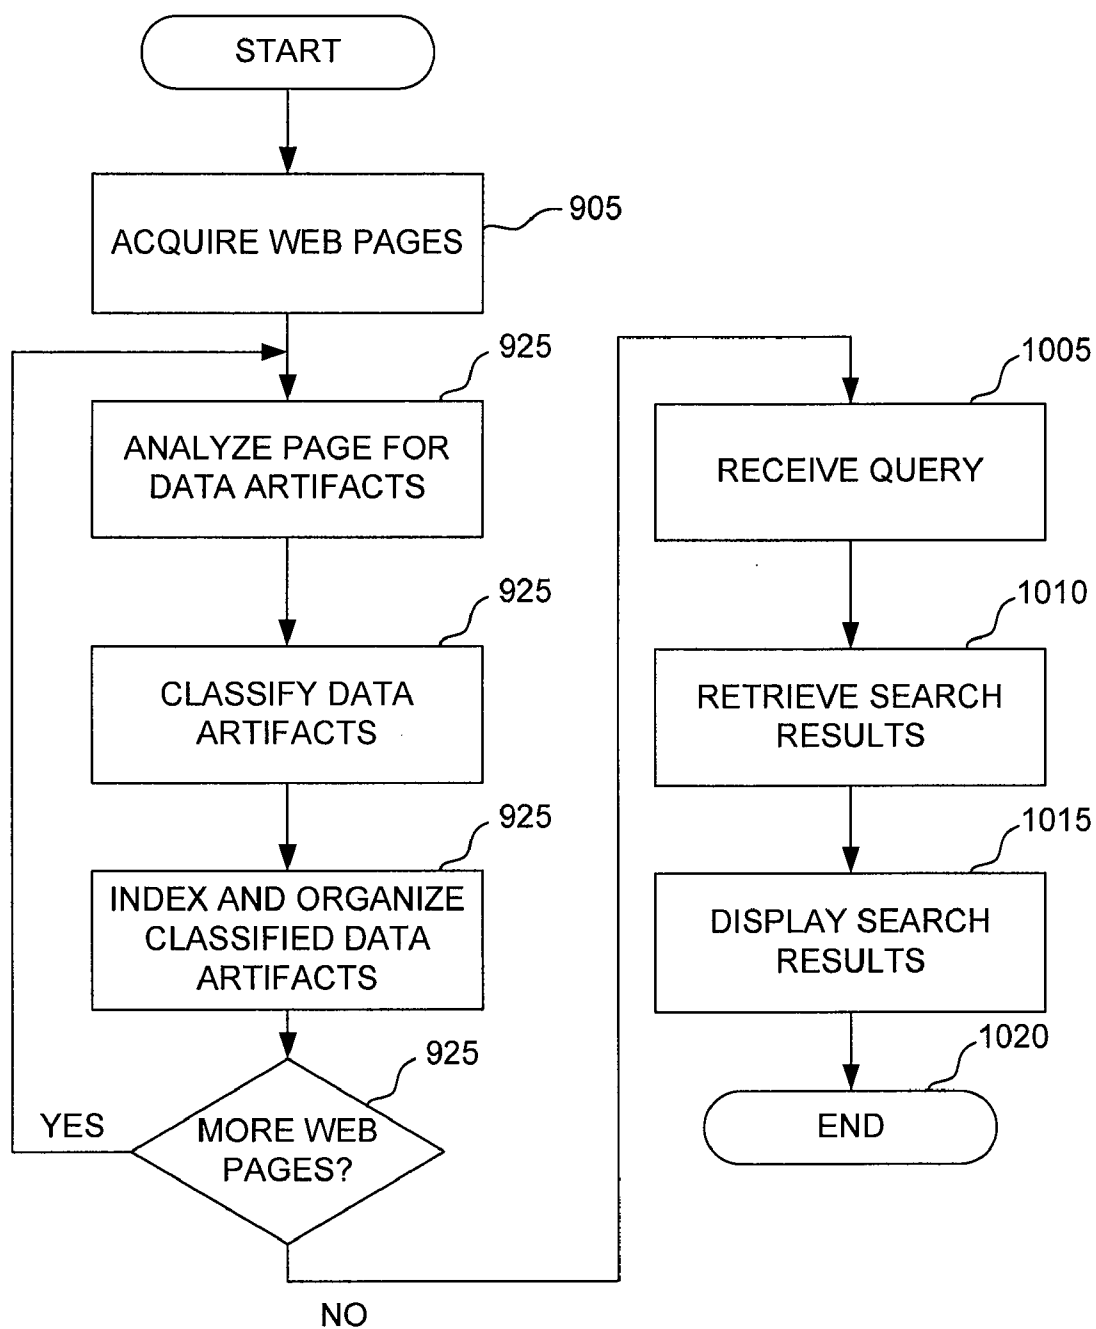 START
905
ACQUIRE WEB PAGES
925
ANALYZE PAGE FOR
DATA ARTIFACTS
925
CLASSIFY DATA
ARTIFACTS
925
INDEX AND ORGANIZE
CLASSIFIED DATA
ARTIFACTS
925
MORE WEB
PAGES?
YES
NO
1005
RECEIVE QUERY
1010
RETRIEVE SEARCH
RESULTS
1015
DISPLAY SEARCH
RESULTS
1020
END